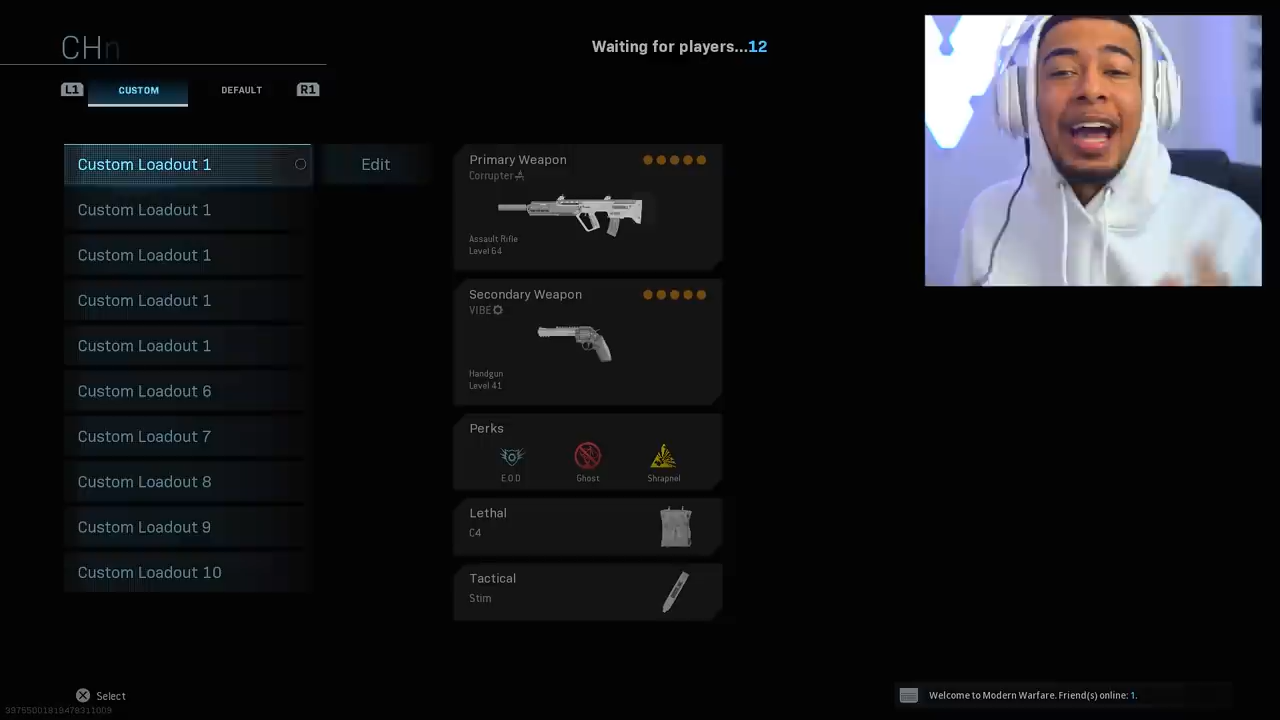 CHn
Waiting for players...12
L1
CUSTOM
DEFAULT
R1
Custom Loadout 1
Edit
Custom Loadout 1
Custom Loadout 1
Custom Loadout 1
Custom Loadout 1
Custom Loadout 6
Custom Loadout 7
Custom Loadout 8
Custom Loadout 9
Custom Loadout 10
Primary Weapon
Corrupter
Assault Rifle
Level 64
Secondary Weapon
VIBE
Handgun
Level 41
Perks
E.O.D
Ghost
Shrapnel
Lethal
C4
Tactical
Stim
Select
Welcome to Modern Warfare. Friend(s) online: 1.